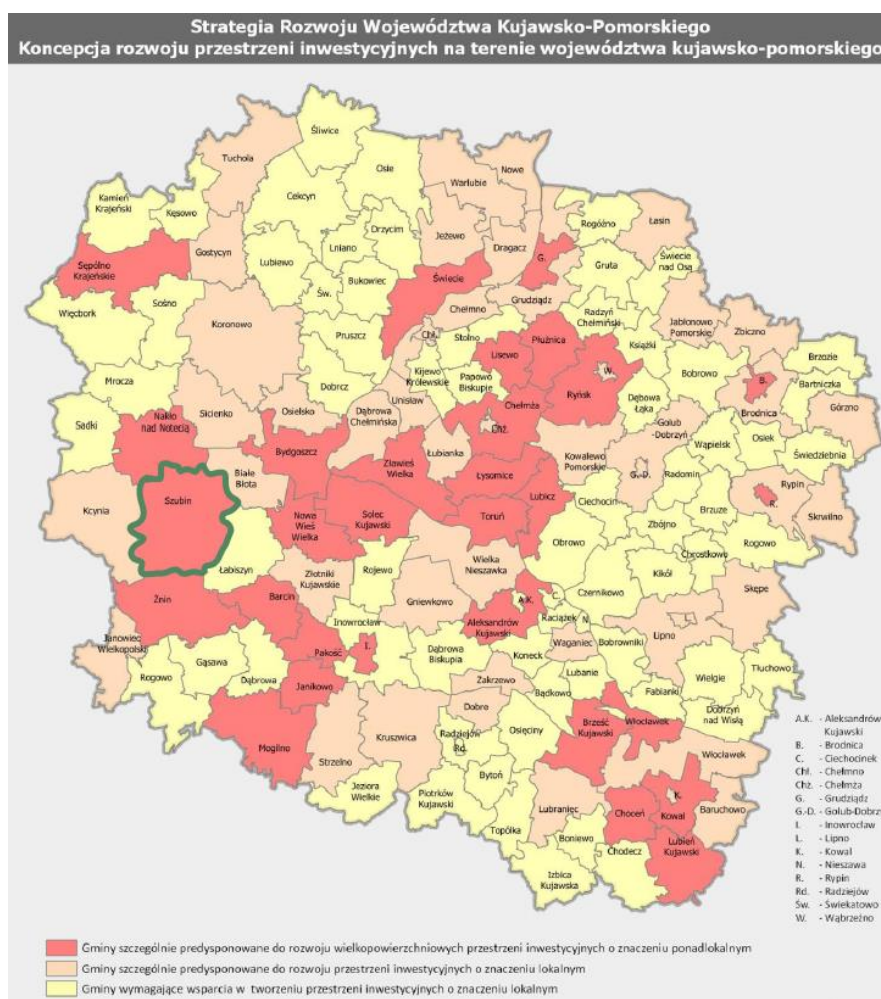 Strategia Rozwoju Województwa Kujawsko-Pomorskiego
Koncepcja rozwoju przestrzeni inwestycyjnych na terenie województwa kujawsko-pomorskiego
Śliwice
Tuchola
Osie
Nowe
Warlubie
Kamień
Krajeński
Kęsowo
Cekcyn
Rogóźno
Łasin
Drzycim
Jeżewo
Gostycyn
Lniano
Dragacz
G.
Sępólno
Krajeńskie
Lubiewo
Świecie
Gruta
Świecie
nad Osą
Bukowiec
Św.
Więcbork
Sośno
Grudziądz
Chełmno
Radzyń
Chełmiński
Jabłonowo
Pomorskie
Zbiczno
Koronowo
Pruszcz
Chł.
Stolno
Płużnica
Książki
Bobrowo
Brzozie
Lisewo
Mrocza
Dobrcz
Kijewo
Królewskie
Papowo
Biskupie
Ryńsk
W.
B.
Bartniczka
Sadki
Sicienko
Osielsko
Unisław
Dąbrowa
Chełmińska
Chełmża
Chż.
Dębowa
Łąka
Brodnica
Górzno
Nakło
nad Notecią
Golub
-Dobrzyń
Wąpielsk
Osiek
Świedziebnia
Bydgoszcz
Łubianka
Kowalewo
Pomorskie
G.-D.
Radomin
Białe
Błota
Zławieś
Wielka
Łysomice
Rypin
R.
Kcynia
Szubin
Lubicz
Ciechocin
Brzuze
Skrwilno
Nowa
Wieś
Wielka
Solec
Kujawski
Toruń
Zbójno
Rogowo
Obrowo
Chrostkowo
Łabiszyn
Wielka
Nieszawka
Złotniki
Kujawskie
Rojewo
Kikół
Skępe
Żnin
Barcin
Gniewkowo
Czernikowo
A.K.
C.
Inowrocław
Aleksandrów
Kujawski
Raciążek
N
Lipno
Janowiec
Wielkopolski
Waganiec
Bobrowniki
Pakość
I.
Gąsawa
Rogowo
Dąbrowa
Dąbrowa
Biskupia
Koneck
Tłuchowo
Janikowo
Zakrzewo
Lubanie
Wielgie
Bądkowo
Fabianki
Dobre
Dobrzyń
nad Wisłą
Mogilno
Kruszwica
Strzelno
Radziejów
Rd.
Osięciny
Brześć
Kujawski
Włocławek
Włocławek
Jeziora
Wielkie
Piotrków
Kujawski
Bytoń
Lubraniec
K.
Kowal
Choceń
Baruchowo
Topólka
Boniewo
Lubień
Kujawski
Chodecz
Izbica
Kujawska
A.K. - Aleksandrów
Kujawski
B. - Brodnica
C. - Ciechocinek
Chł. - Chełmno
Chż. - Chełmża
G. - Grudziądz
G.-D. - Golub-Dobrzy
I. - Inowrocław
L. - Lipno
K. - Kowal
N. - Nieszawa
R. - Rypin
Rd. - Radziejów
Św. - Świekatowo
W. - Wąbrzeźno
Gminy szczególnie predysponowane do rozwoju wielkopowierzchniowych przestrzeni inwestycyjnych o znaczeniu ponadlokalnym
Gminy szczególnie predysponowane do rozwoju przestrzeni inwestycyjnych o znaczeniu lokalnym
Gminy wymagające wsparcia w tworzeniu przestrzeni inwestycyjnych o znaczeniu lokalnym